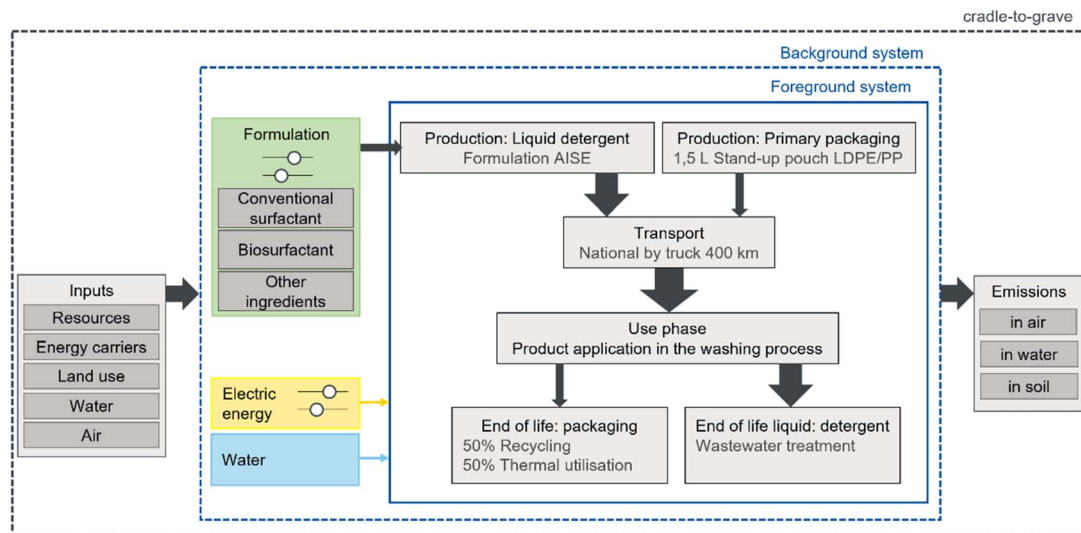 cradle-to-grave
Background system
Foreground system
Formulation
Conventional
surfactant
Biosurfactant
Other
ingredients
Production: Liquid detergent
Formulation AISE
Production: Primary packaging
1,5 L Stand-up pouch LDPE/PP
Transport
National by truck 400 km
Inputs
Resources
Energy carriers
Land use
Water
Air
Use phase
Product application in the washing process
Electric
energy
Water
End of life: packaging
50% Recycling
50% Thermal utilisation
End of life liquid: detergent
Wastewater treatment
Emissions
in air
in water
in soil